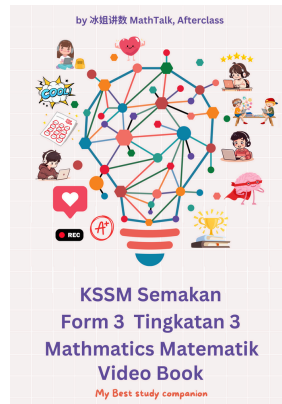 by 冰姐讲数 MathTalk, Afterclass
COOL!
A+
REC
KSSM Semakan
Form 3 Tingkatan 3
Mathmatics Matematik
Video Book
My Best study companion